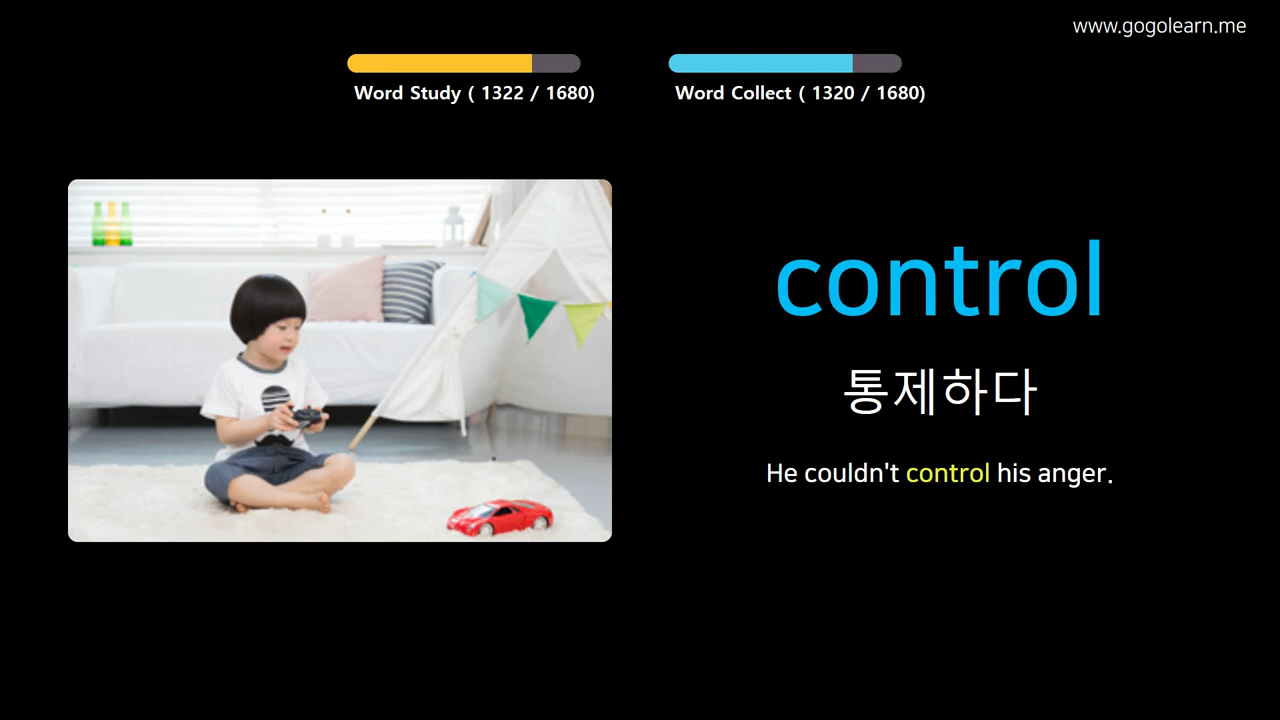 www.gogolearn.me
Word Study ( 1322 / 1680)
Word Collect ( 1320 / 1680)
control
통제하다
He couldn't control his anger.